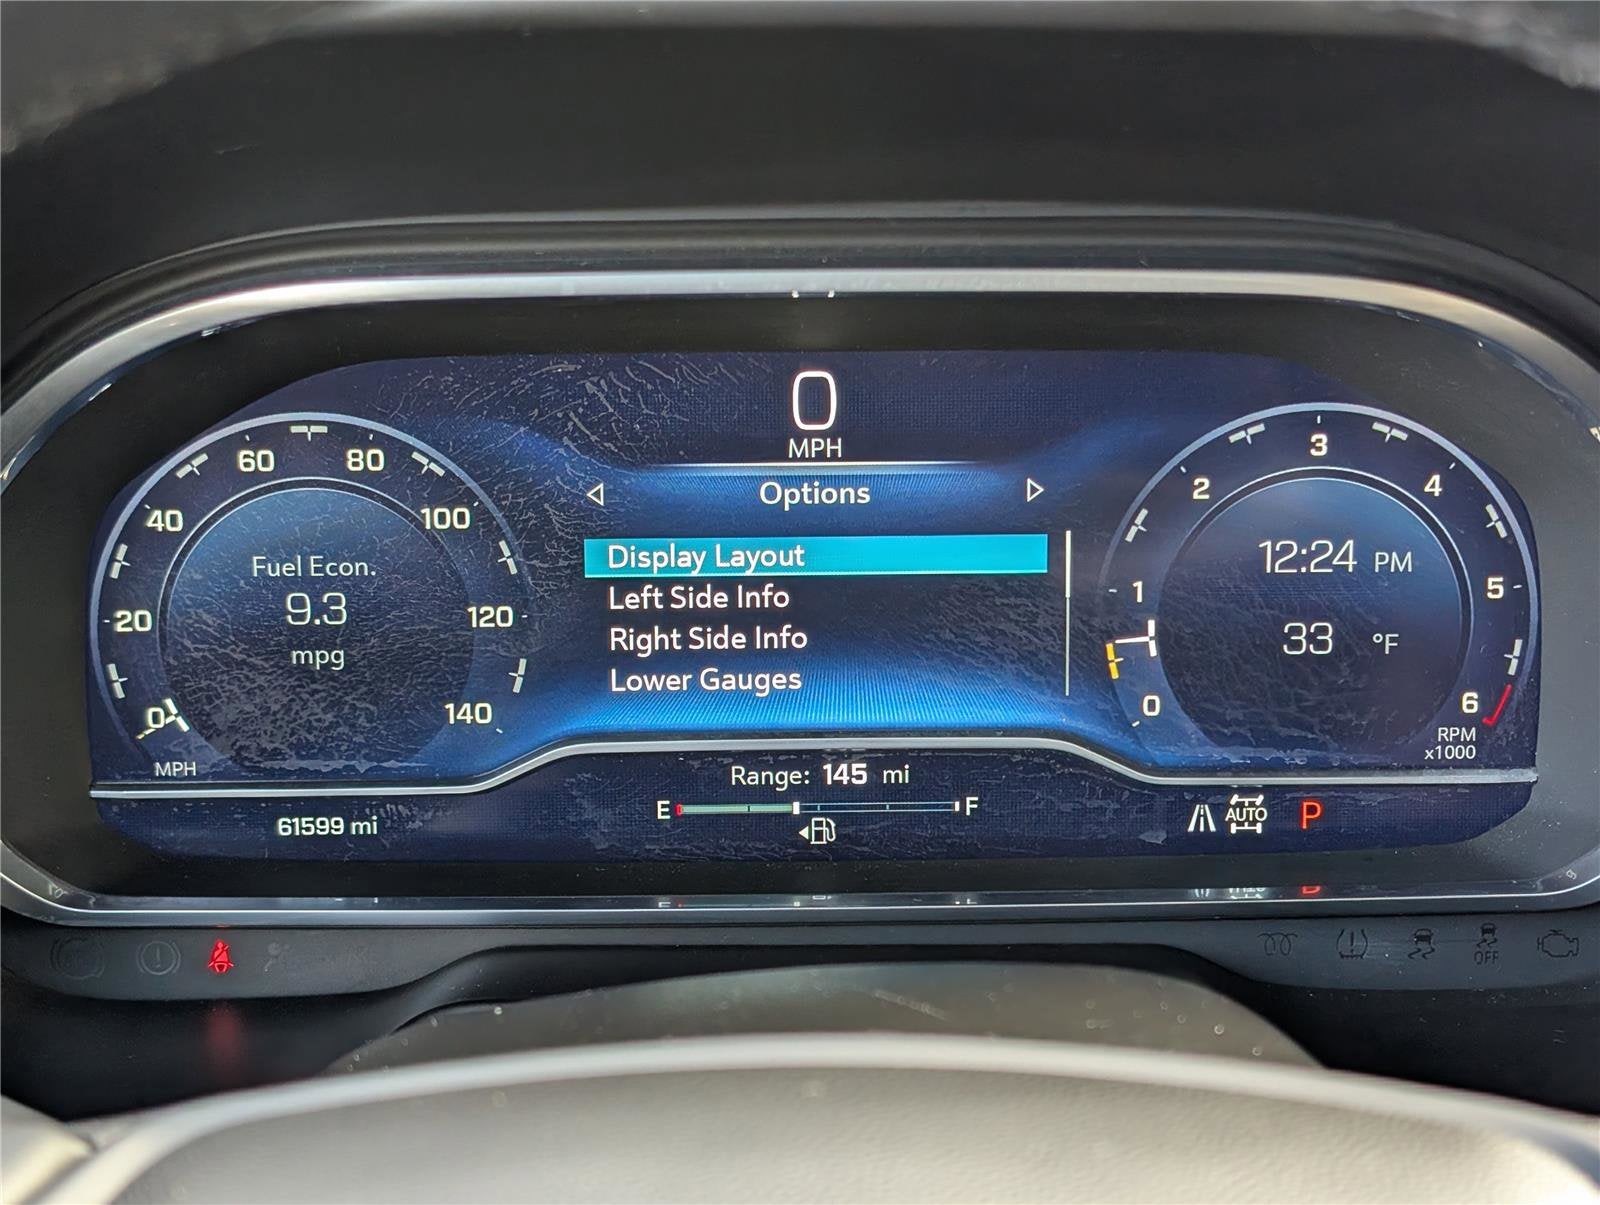 0
MPH
Options
Display Layout
Left Side Info
Right Side Info
Lower Gauges
0
20
40
60
80
100
120
140
MPH
Fuel Econ.
9.3
mpg
0
1
2
3
4
5
6
RPM
x1000
12:24 PM
33 °F
Range: 145 mi
E F
61599 mi
AUTO
P
OFF